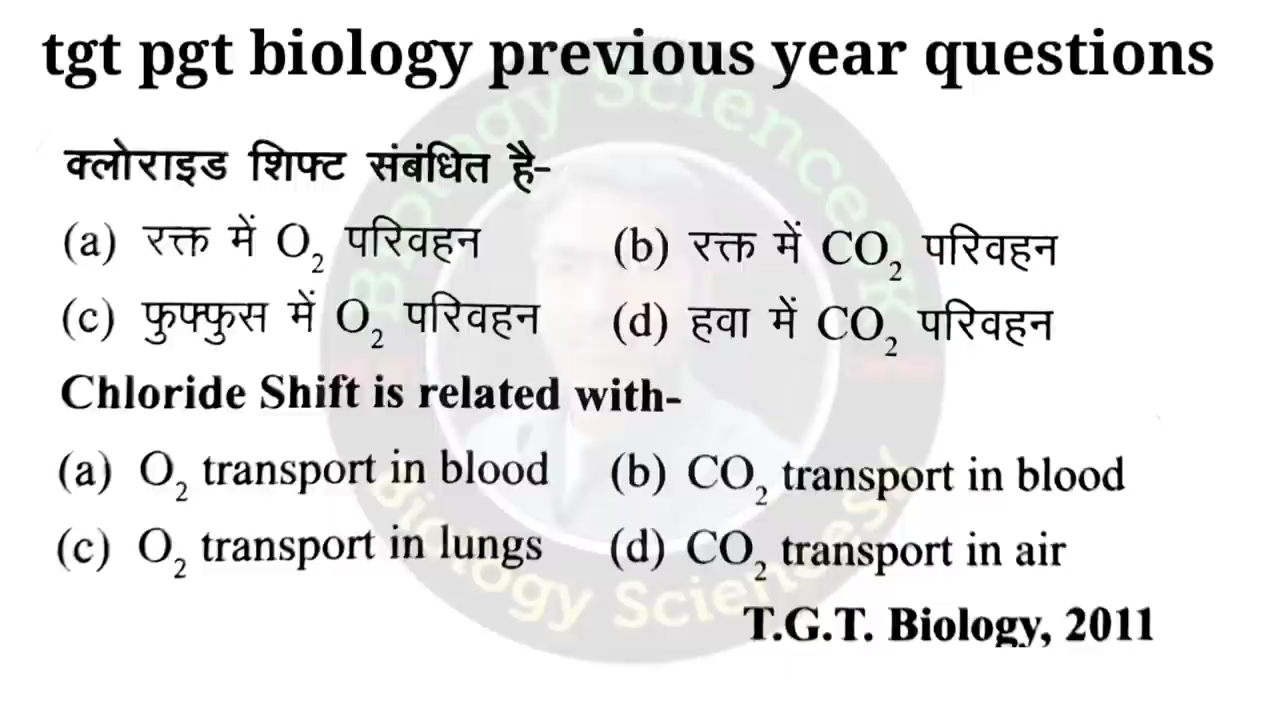 tgt pgt biology previous year questions
क्लोराइड शिफ्ट संबंधित है-
(a) रक्त में O₂ परिवहन (b) रक्त में CO₂ परिवहन
(c) फुफ्फुस में O₂ परिवहन (d) हवा में CO₂ परिवहन
Chloride Shift is related with-
(a) O₂ transport in blood (b) CO₂ transport in blood
(c) O₂ transport in lungs (d) CO₂ transport in air
T.G.T. Biology, 2011